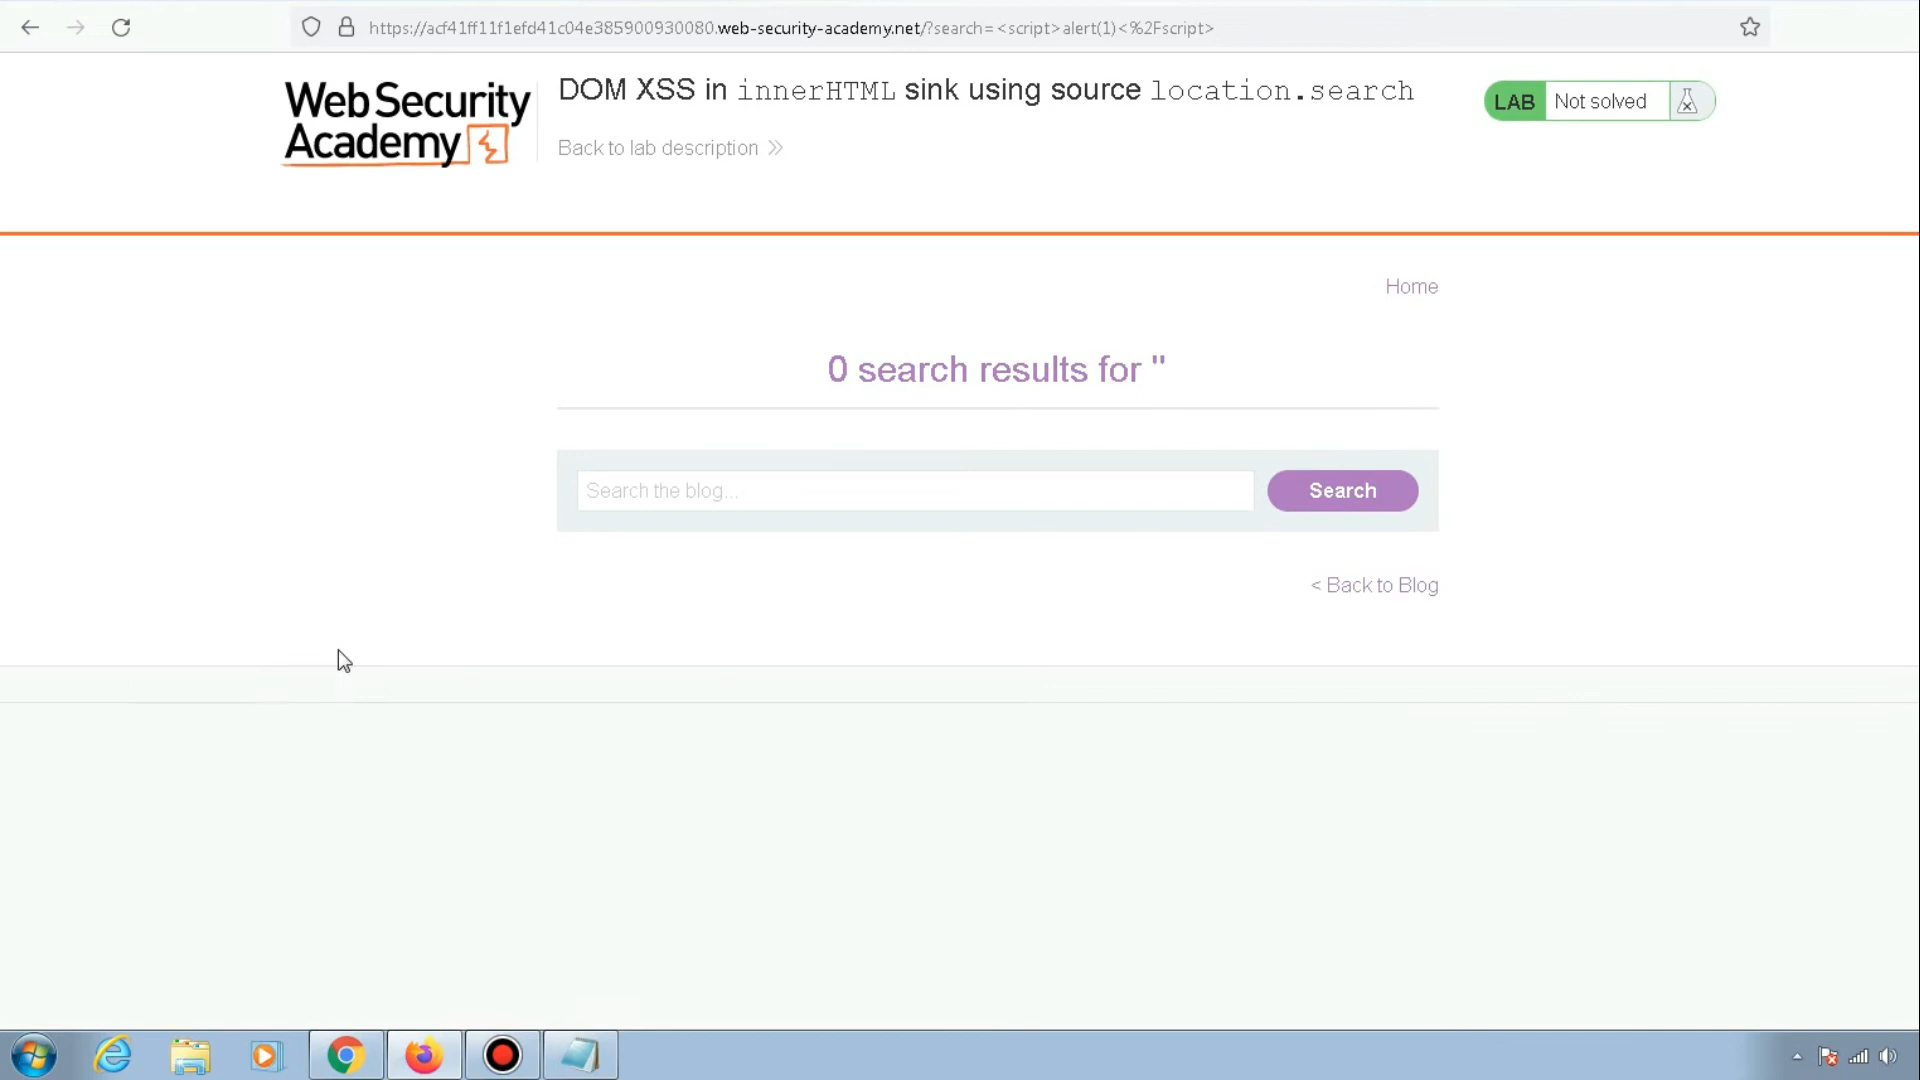 https://acf41ff11f1efd41c04e385900930080.web-security-academy.net/?search=<script>alert(1)<%2Fscript>
Web Security
Academy
DOM XSS in innerHTML sink using source location.search
Back to lab description
LAB Not solved
Home
0 search results for ''
Search the blog...
Search
< Back to Blog